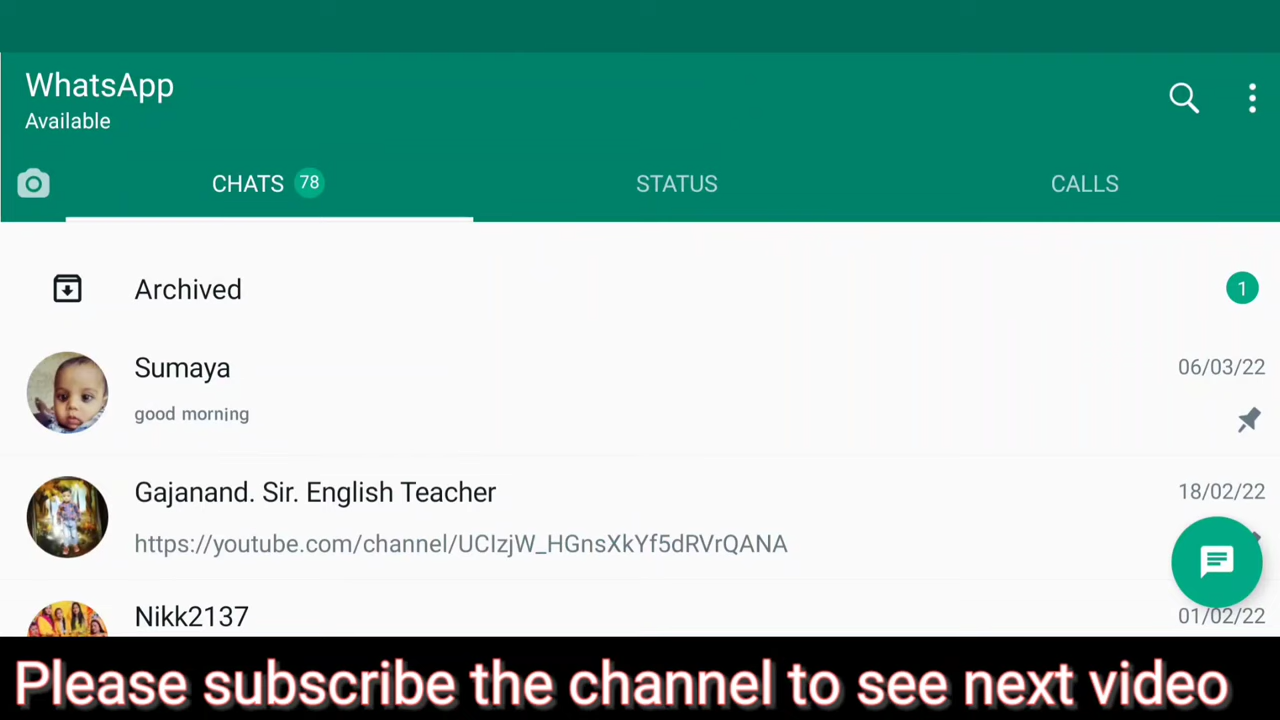 WhatsApp
Available
CHATS 78 STATUS CALLS
Archived 1
Sumaya 06/03/22
good morning
Gajanand. Sir. English Teacher 18/02/22
https://youtube.com/channel/UCIzjW_HGnsXkYf5dRVrQANA
Nikk2137 01/02/22
Please subscribe the channel to see next video